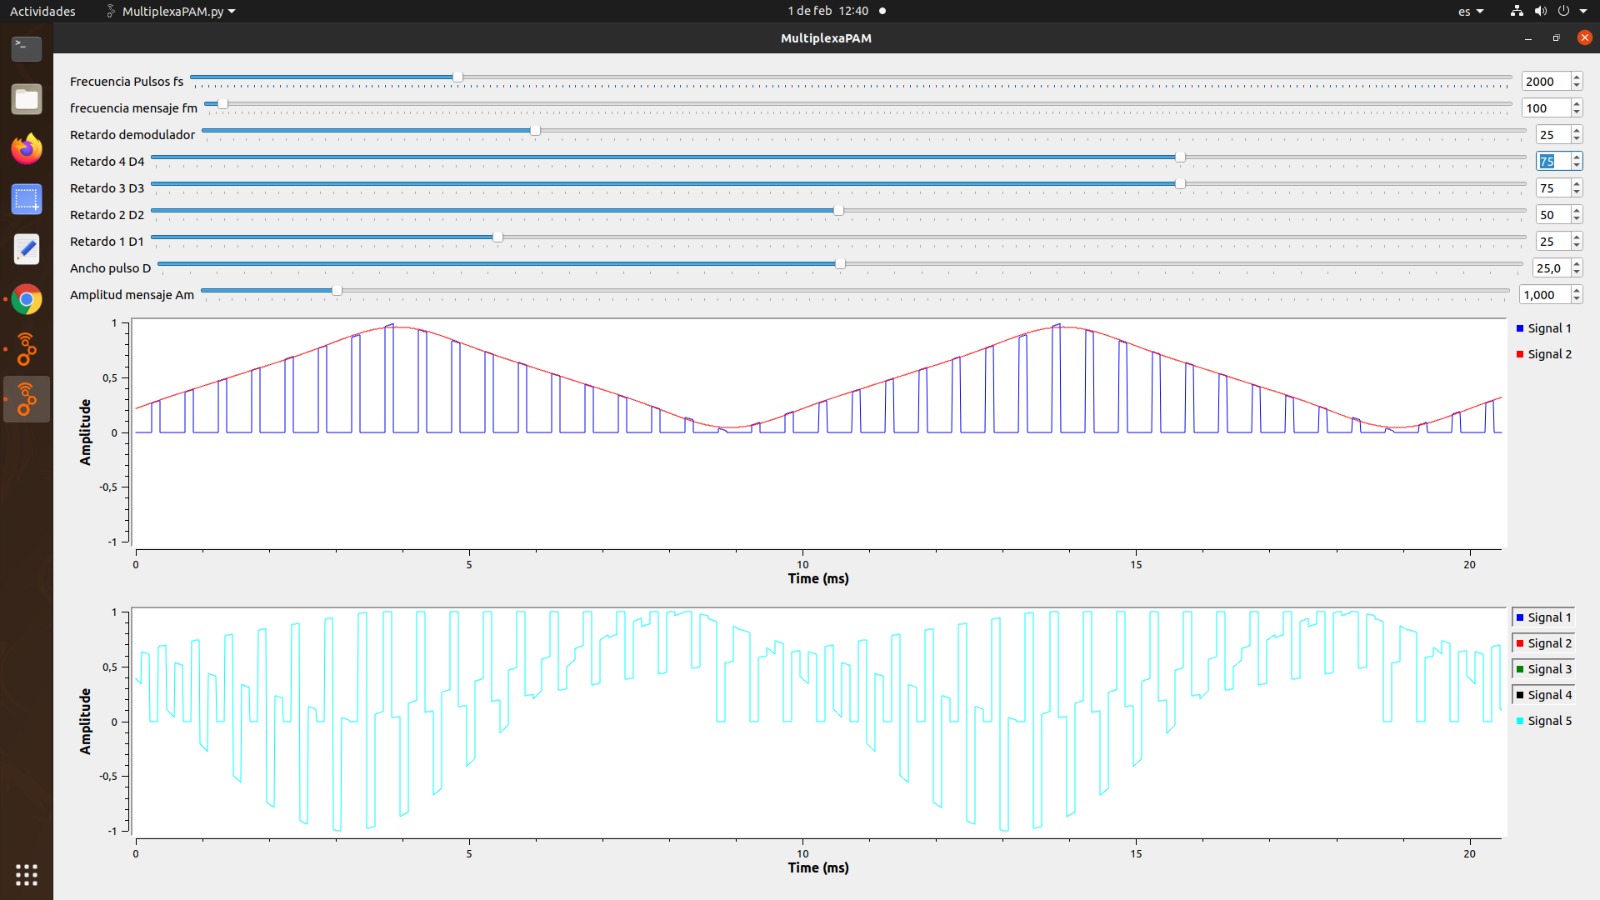 Actividades MultiplexaPAM.py 1 de feb 12:40 es
MultiplexaPAM
Frecuencia Pulsos fs 2000
frecuencia mensaje fm 100
Retardo demodulador 25
Retardo 4 D4 75
Retardo 3 D3 75
Retardo 2 D2 50
Retardo 1 D1 25
Ancho pulso D 25,0
Amplitud mensaje Am 1,000
1
0,5
0
-0,5
-1
Amplitude
0 5 10 15 20
Time (ms)
Signal 1
Signal 2
1
0,5
0
-0,5
-1
Amplitude
0 5 10 15 20
Time (ms)
Signal 1
Signal 2
Signal 3
Signal 4
Signal 5